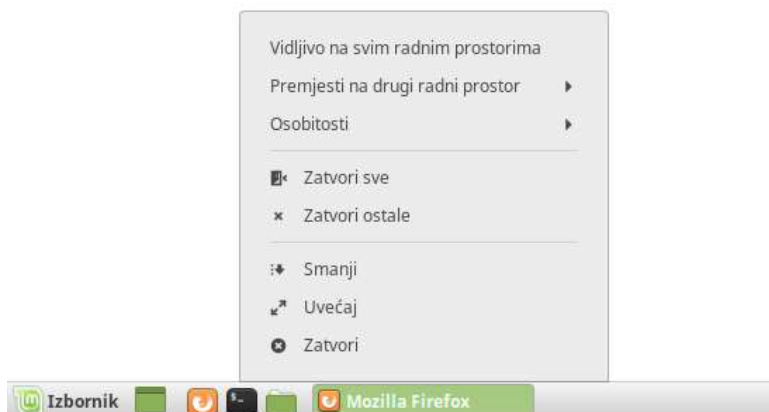 Vidljivo na svim radnim prostorima
Premjesti na drugi radni prostor
Osobitosti
Zatvori sve
Zatvori ostale
Smanji
Uvećaj
Zatvori
Izbornik
Mozilla Firefox